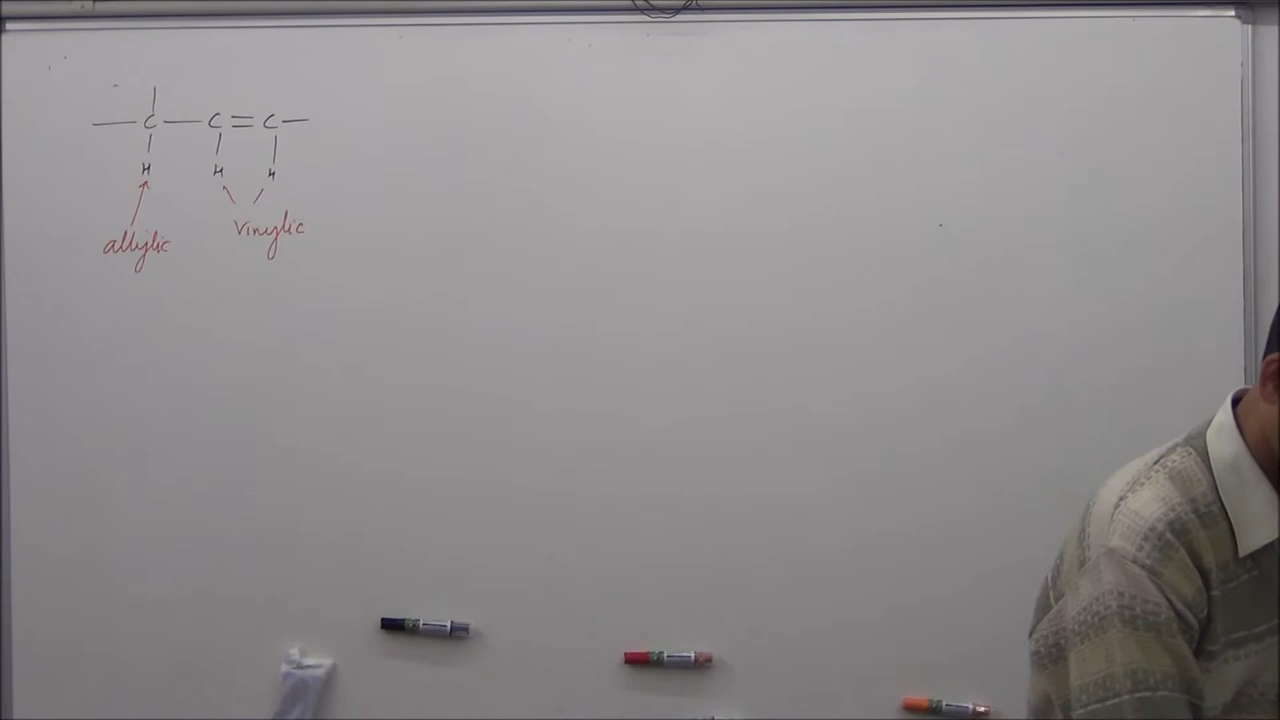 — C — C = C —
H H H
allylic vinylic